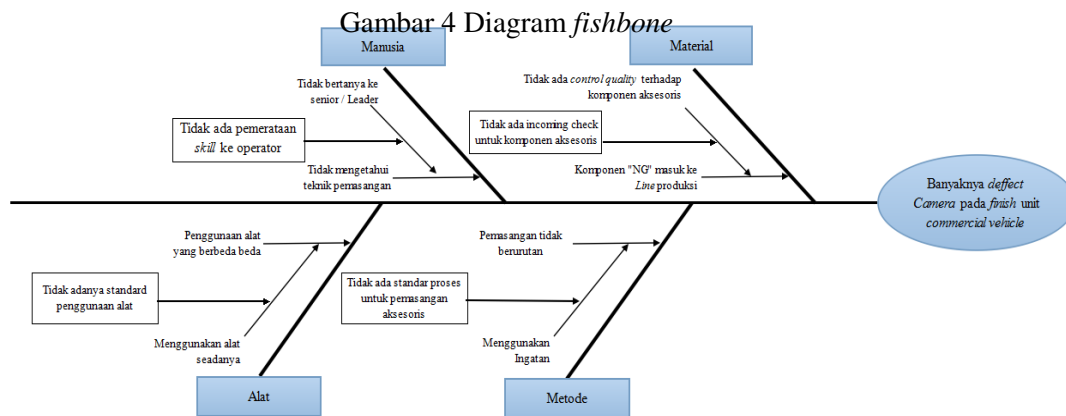 Gambar 4 Diagram fishbone
Manusia
Material
Tidak bertanya ke
senior / Leader
Tidak ada pemerataan
skill ke operator
Tidak mengetahui
teknik pemasangan
Tidak ada control quality terhadap
komponen aksesoris
Tidak ada incoming check
untuk komponen aksesoris
Komponen "NG" masuk ke
Line produksi
Banyaknya deffect
Camera pada finish unit
commercial vehicle
Penggunaan alat
yang berbeda beda
Tidak adanya standard
penggunaan alat
Menggunakan alat
seadanya
Pemasangan tidak
berurutan
Tidak ada standar proses
untuk pemasangan
aksesoris
Menggunakan
Ingatan
Alat
Metode